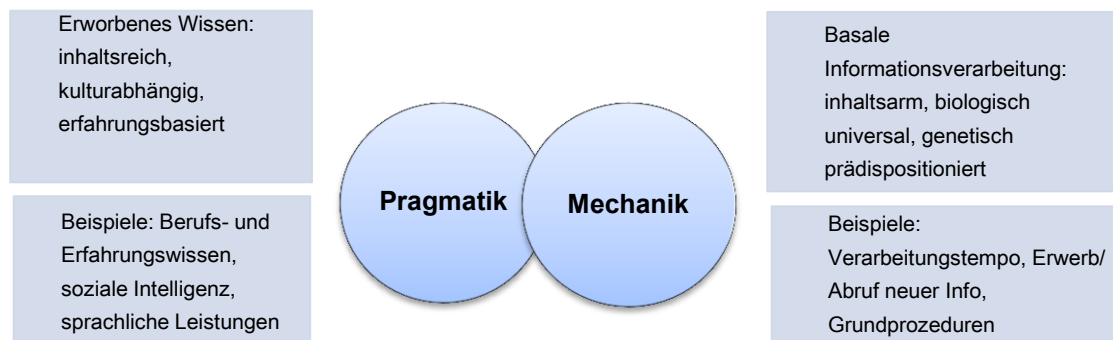 Erworbenes Wissen:
inhaltsreich,
kulturabhängig,
erfahrungsbasiert
Beispiele: Berufs- und
Erfahrungswissen,
soziale Intelligenz,
sprachliche Leistungen
Pragmatik
Mechanik
Basale
Informationsverarbeitung:
inhaltsarm, biologisch
universal, genetisch
prädispositioniert
Beispiele:
Verarbeitungstempo, Erwerb/
Abruf neuer Info,
Grundprozeduren